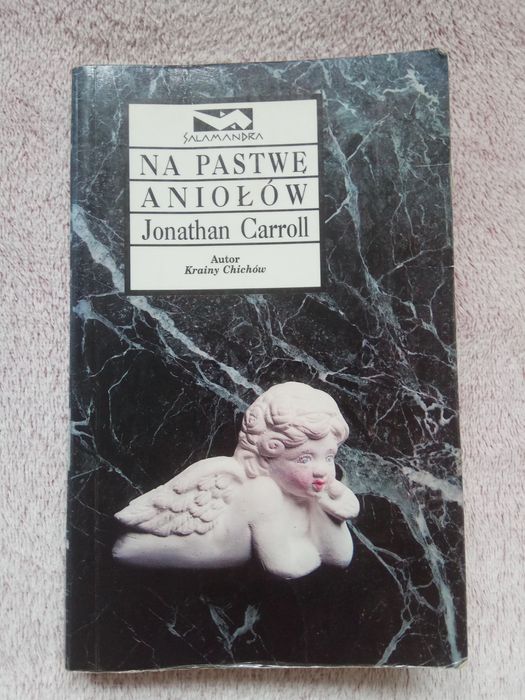 SALAMANDRA
NA PASTWĘ
ANIOŁÓW
Jonathan Carroll
Autor
Krainy Chichów